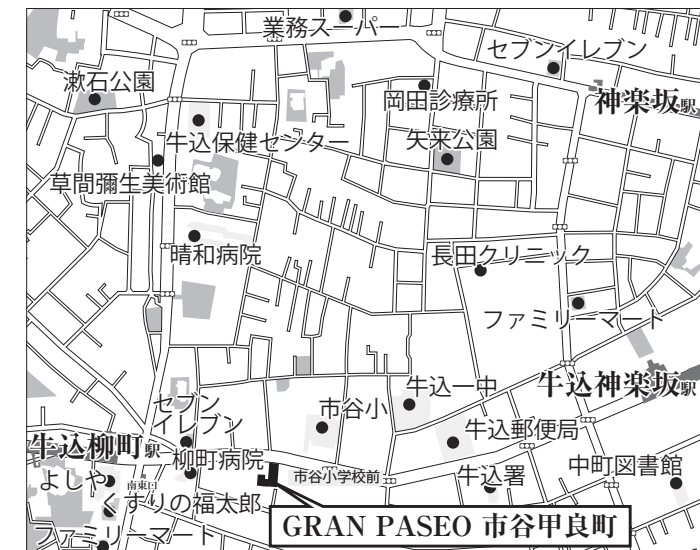 業務スーパー
セブンイレブン
漱石公園
神楽坂駅
岡田診療所
牛込保健センター
矢来公園
草間彌生美術館
晴和病院
長田クリニック
ファミリーマート
牛込神楽坂駅
牛込一中
セブン
イレブン
市谷小
牛込郵便局
牛込柳町駅
柳町病院
中町図書館
市谷小学校前
牛込署
よしや
南東口
くすりの福太郎
GRAN PASEO 市谷甲良町
ファミリーマート